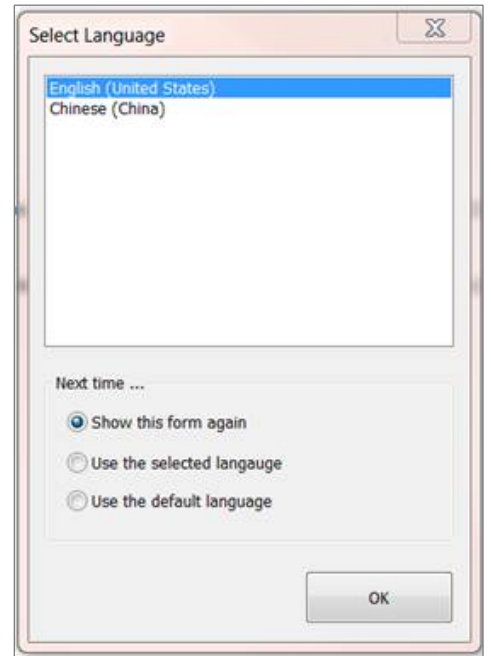 Select Language
English (United States)
Chinese (China)
Next time ...
Show this form again
Use the selected langauge
Use the default language
OK